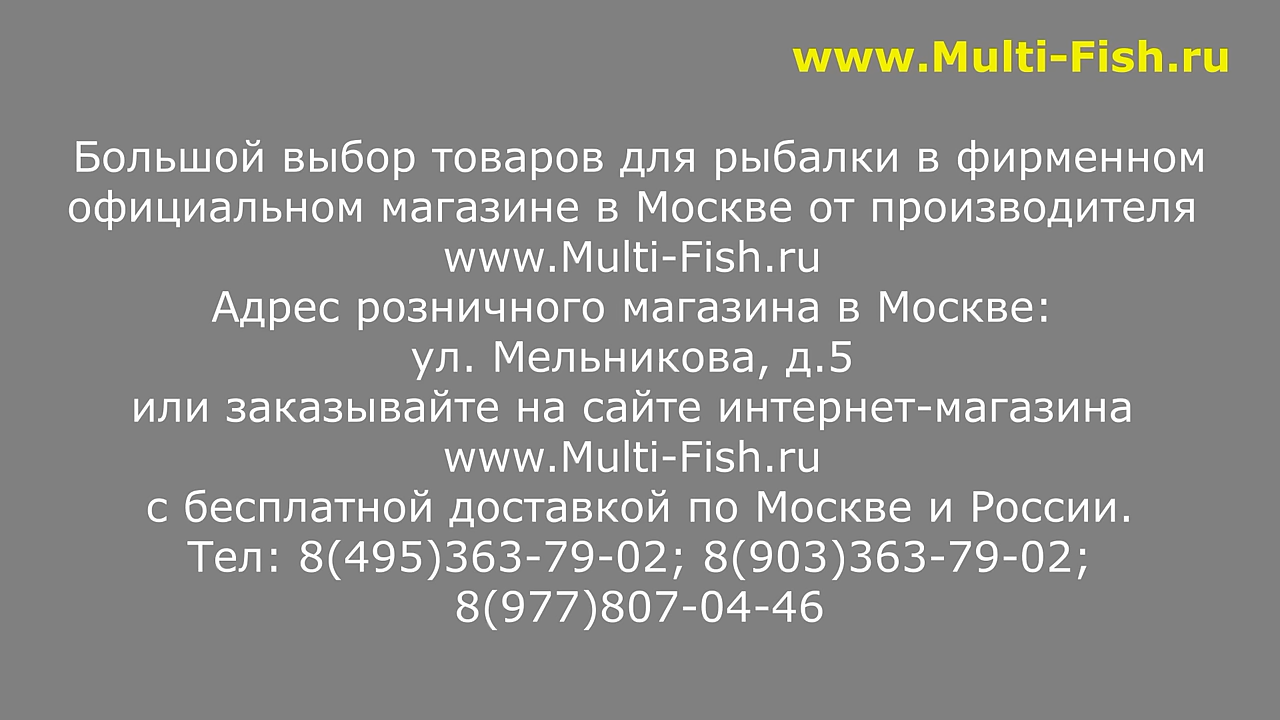 www.Multi-Fish.ru
Большой выбор товаров для рыбалки в фирменном
официальном магазине в Москве от производителя
www.Multi-Fish.ru
Адрес розничного магазина в Москве:
ул. Мельникова, д.5
или заказывайте на сайте интернет-магазина
www.Multi-Fish.ru
с бесплатной доставкой по Москве и России.
Тел: 8(495)363-79-02; 8(903)363-79-02;
8(977)807-04-46